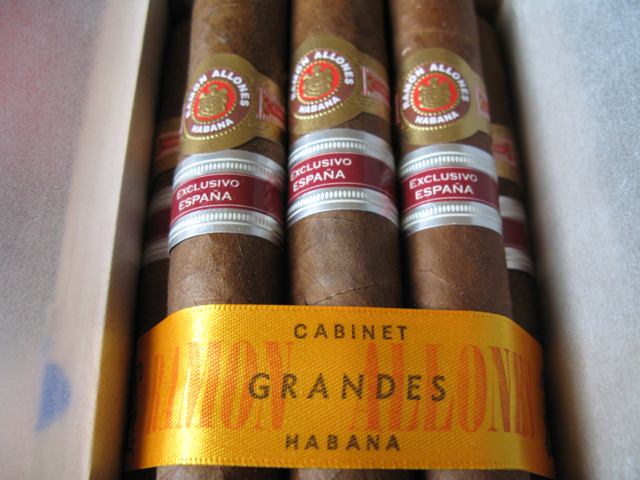 RAMON ALLONES
HABANA
RAMON ALLONES
HABANA
RAMON ALLONES
HABANA
EXCLUSIVO
ESPAÑA
EXCLUSIVO
ESPAÑA
EXCLUSIVO
ESPAÑA
CABINET
RAMON ALLONES
GRANDES
HABANA